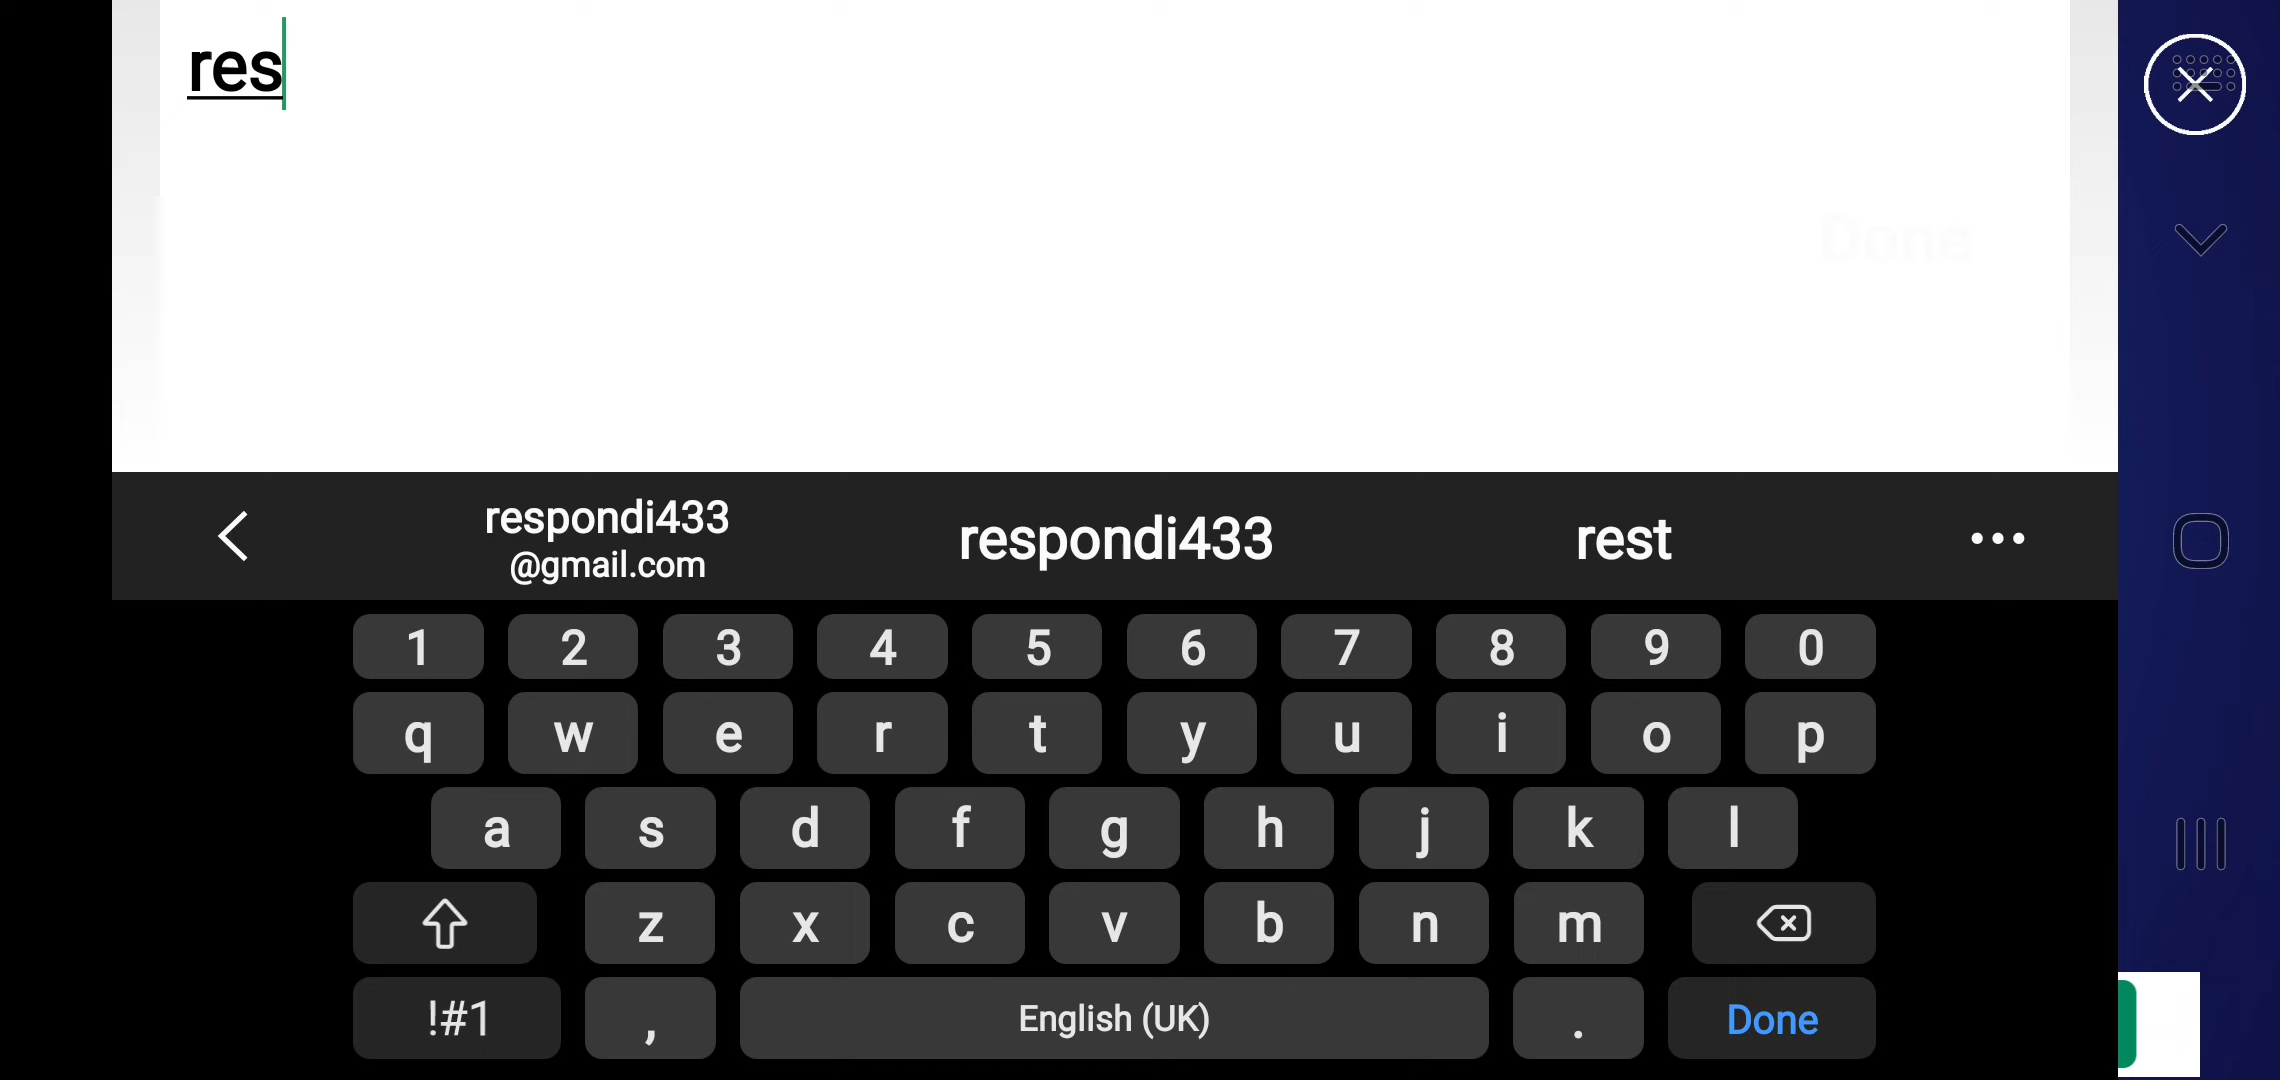 res
Done
respondi433
@gmail.com
respondi433
rest
1 2 3 4 5 6 7 8 9 0
q w e r t y u i o p
a s d f g h j k l
z x c v b n m
!#1 , English (UK) . Done